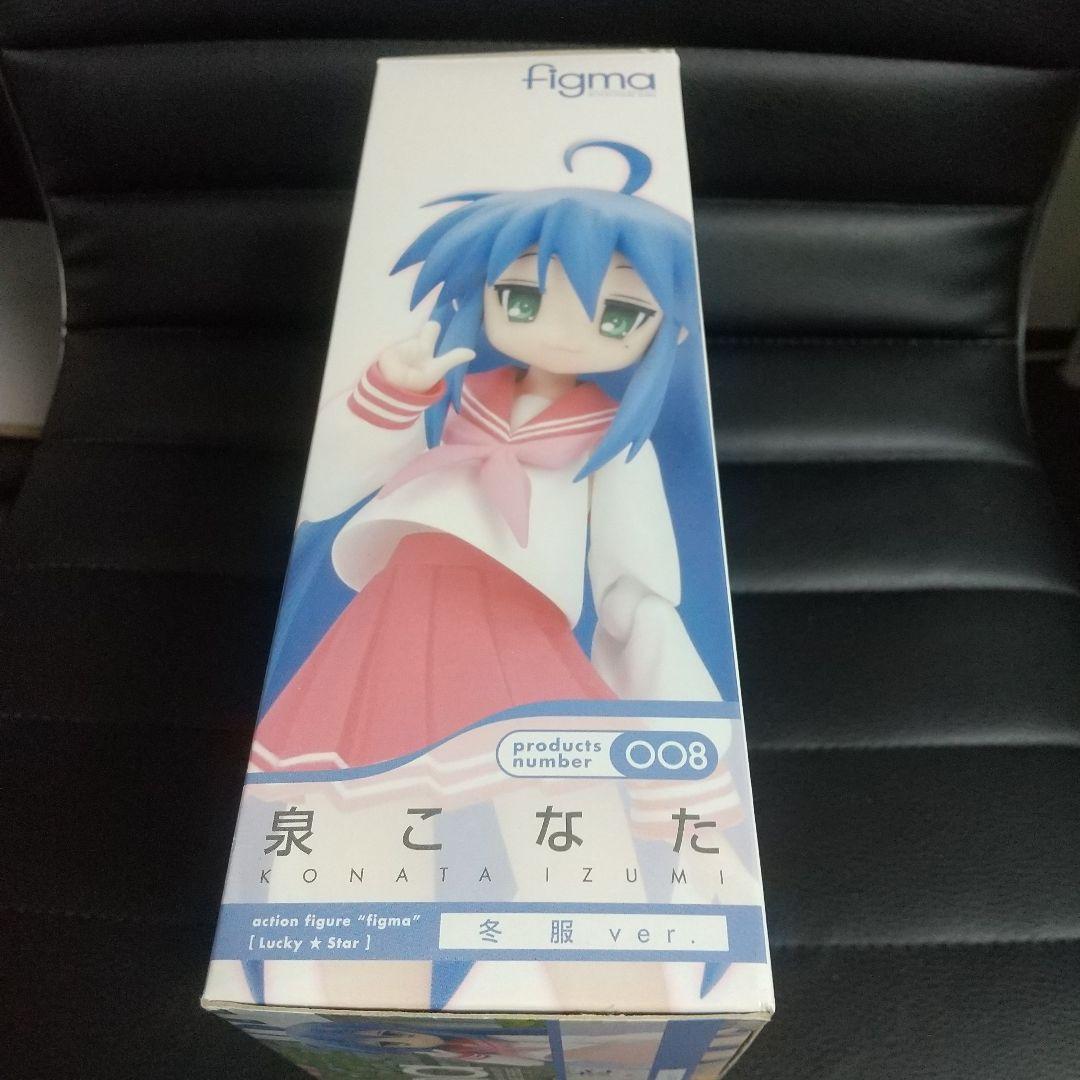 figma
products
number
008
泉こなた
KONATA IZUMI
action figure “figma”
[ Lucky ★ Star ]
冬服 ver.